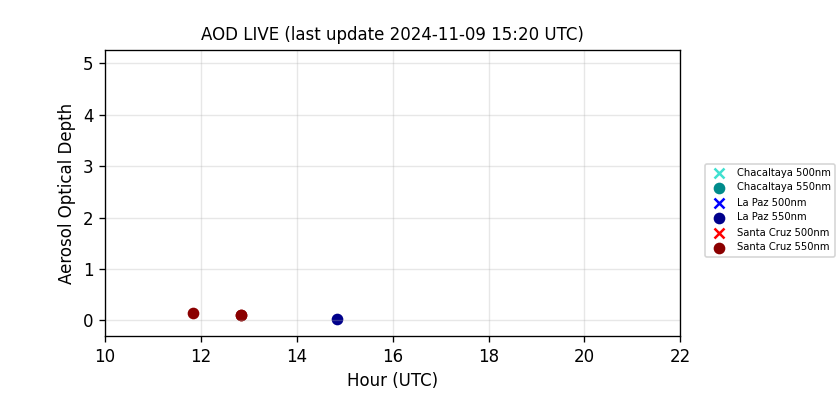 AOD LIVE (last update 2024-11-09 15:20 UTC)
Aerosol Optical Depth
5
4
3
2
1
0
10 12 14 16 18 20 22
Hour (UTC)
Chacaltaya 500nm
Chacaltaya 550nm
La Paz 500nm
La Paz 550nm
Santa Cruz 500nm
Santa Cruz 550nm